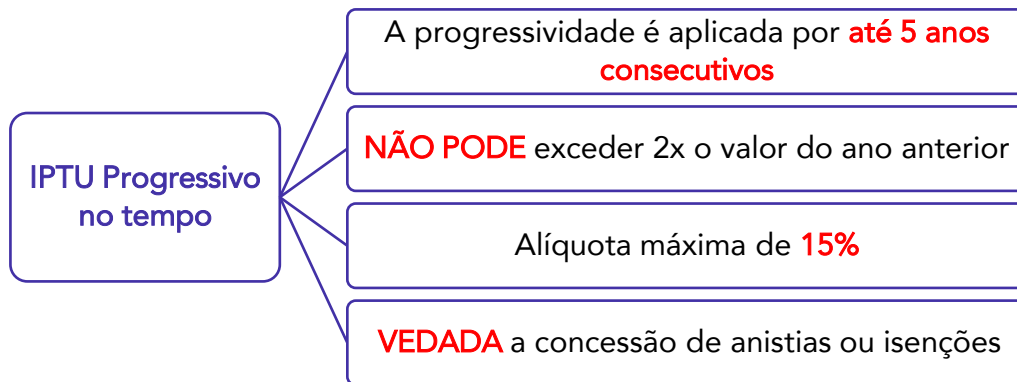 IPTU Progressivo
no tempo
A progressividade é aplicada por até 5 anos
consecutivos
NÃO PODE exceder 2x o valor do ano anterior
Alíquota máxima de 15%
VEDADA a concessão de anistias ou isenções